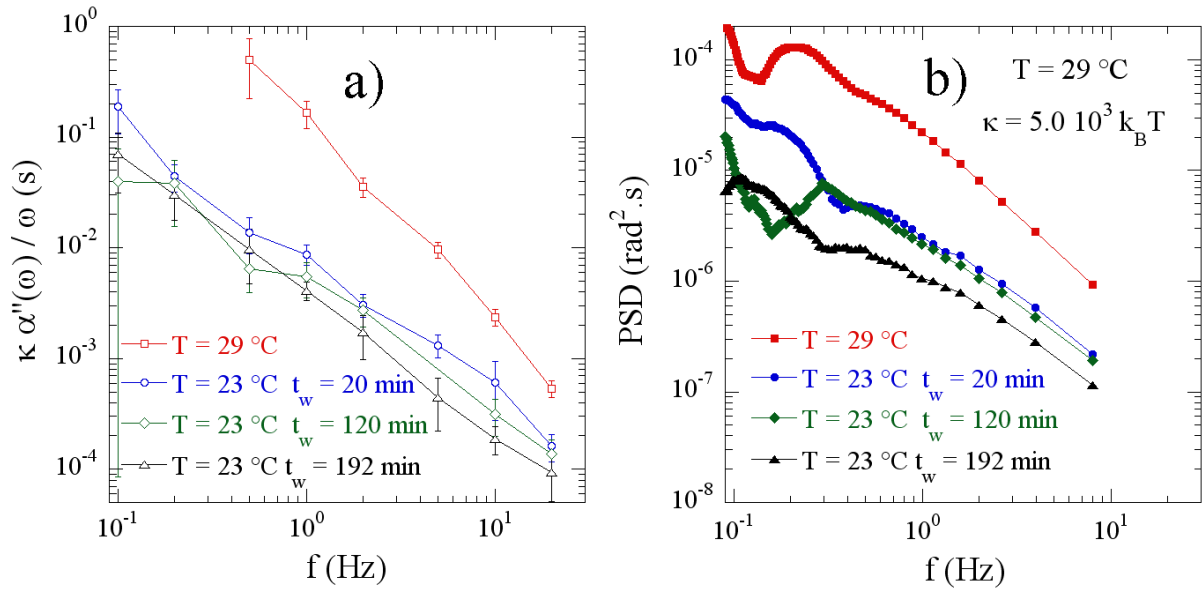 a)
10^0
10^-1
10^-2
10^-3
10^-4
κ α''(ω) / ω (s)
T = 29 °C
T = 23 °C t_w = 20 min
T = 23 °C t_w = 120 min
T = 23 °C t_w = 192 min
10^-1 10^0 10^1
f (Hz)
b)
T = 29 °C
κ = 5.0 10^3 k_BT
10^-4
10^-5
10^-6
10^-7
10^-8
PSD (rad^2.s)
T = 29 °C
T = 23 °C t_w = 20 min
T = 23 °C t_w = 120 min
T = 23 °C t_w = 192 min
10^-1 10^0 10^1
f (Hz)